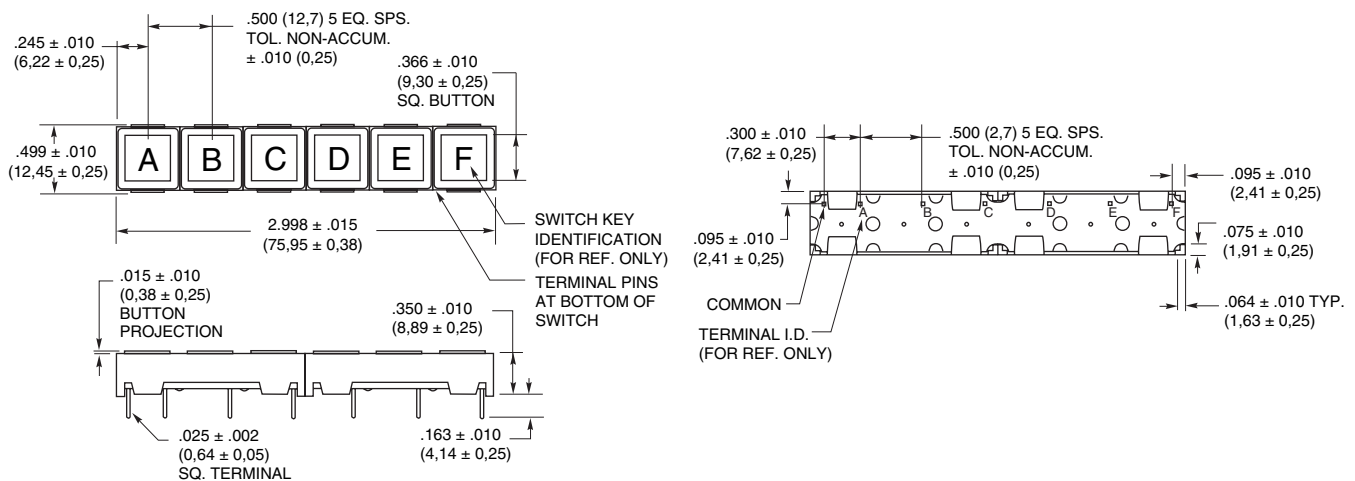 .500 (12,7) 5 EQ. SPS.
TOL. NON-ACCUM.
± .010 (0,25)
.245 ± .010
(6,22 ± 0,25)
.366 ± .010
(9,30 ± 0,25)
SQ. BUTTON
.499 ± .010
(12,45 ± 0,25)
A B C D E F
2.998 ± .015
(75,95 ± 0,38)
SWITCH KEY
IDENTIFICATION
(FOR REF. ONLY)
TERMINAL PINS
AT BOTTOM OF
SWITCH
.015 ± .010
(0,38 ± 0,25)
BUTTON
PROJECTION
.350 ± .010
(8,89 ± 0,25)
.025 ± .002
(0,64 ± 0,05)
SQ. TERMINAL
.163 ± .010
(4,14 ± 0,25)
.300 ± .010
(7,62 ± 0,25)
.500 (2,7) 5 EQ. SPS.
TOL. NON-ACCUM.
± .010 (0,25)
.095 ± .010
(2,41 ± 0,25)
A B C D E F
.095 ± .010
(2,41 ± 0,25)
.075 ± .010
(1,91 ± 0,25)
COMMON
.064 ± .010 TYP.
(1,63 ± 0,25)
TERMINAL I.D.
(FOR REF. ONLY)